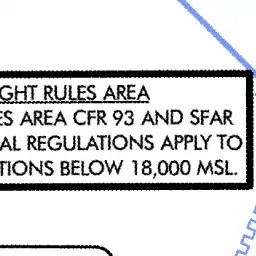 GHT RULES AREA
ES AREA CFR 93 AND SFAR
AL REGULATIONS APPLY TO
TIONS BELOW 18,000 MSL.